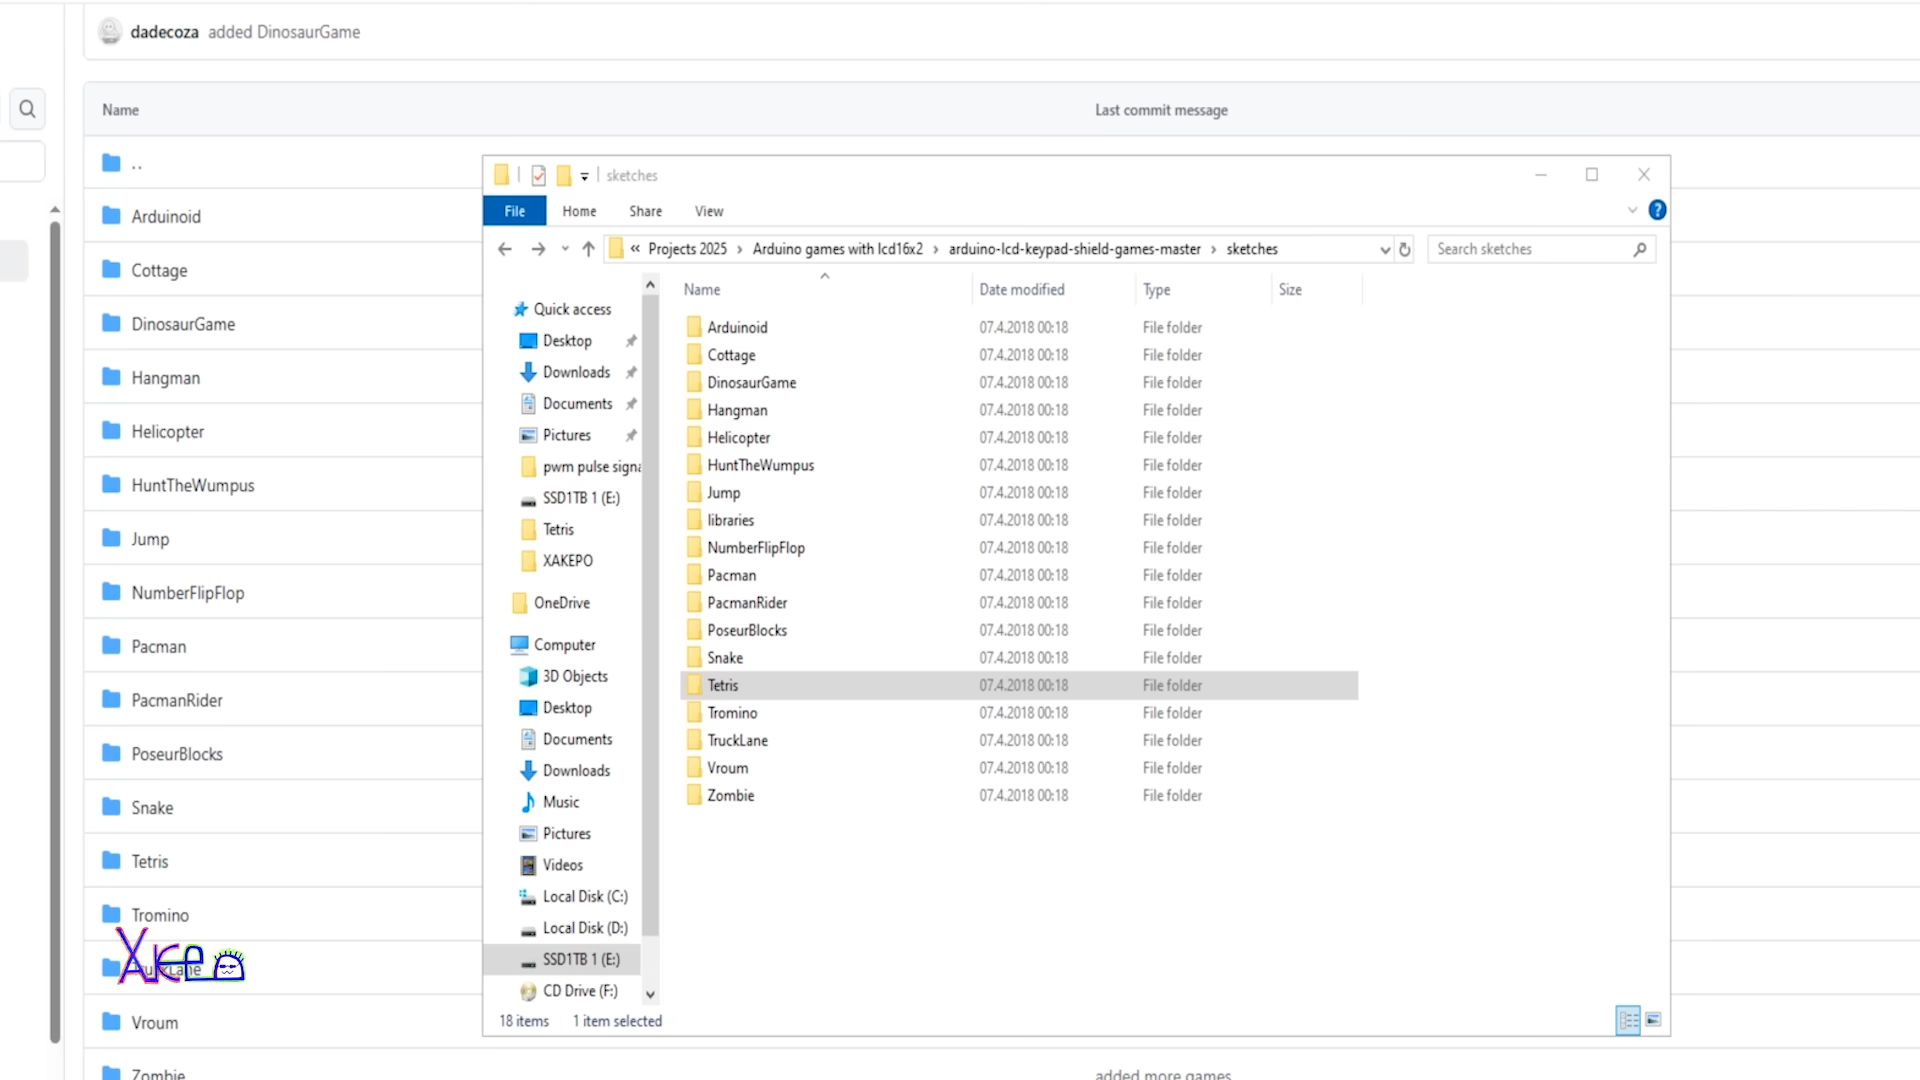 dadecoza added DinosaurGame
Name Last commit message
..
Arduinoid
Cottage
DinosaurGame
Hangman
Helicopter
HuntTheWumpus
Jump
NumberFlipFlop
Pacman
PacmanRider
PoseurBlocks
Snake
Tetris
Tromino
TruckLane
Vroum
Zombie
added more games
sketches
File Home Share View
« Projects 2025 › Arduino games with lcd16x2 › arduino-lcd-keypad-shield-games-master › sketches
Search sketches
Quick access
Desktop
Downloads
Documents
Pictures
pwm pulse signa
SSD1TB 1 (E:)
Tetris
XAKEPO
OneDrive
Computer
3D Objects
Desktop
Documents
Downloads
Music
Pictures
Videos
Local Disk (C:)
Local Disk (D:)
SSD1TB 1 (E:)
CD Drive (F:)
Name Date modified Type Size
Arduinoid 07.4.2018 00:18 File folder
Cottage 07.4.2018 00:18 File folder
DinosaurGame 07.4.2018 00:18 File folder
Hangman 07.4.2018 00:18 File folder
Helicopter 07.4.2018 00:18 File folder
HuntTheWumpus 07.4.2018 00:18 File folder
Jump 07.4.2018 00:18 File folder
libraries 07.4.2018 00:18 File folder
NumberFlipFlop 07.4.2018 00:18 File folder
Pacman 07.4.2018 00:18 File folder
PacmanRider 07.4.2018 00:18 File folder
PoseurBlocks 07.4.2018 00:18 File folder
Snake 07.4.2018 00:18 File folder
Tetris 07.4.2018 00:18 File folder
Tromino 07.4.2018 00:18 File folder
TruckLane 07.4.2018 00:18 File folder
Vroum 07.4.2018 00:18 File folder
Zombie 07.4.2018 00:18 File folder
18 items 1 item selected